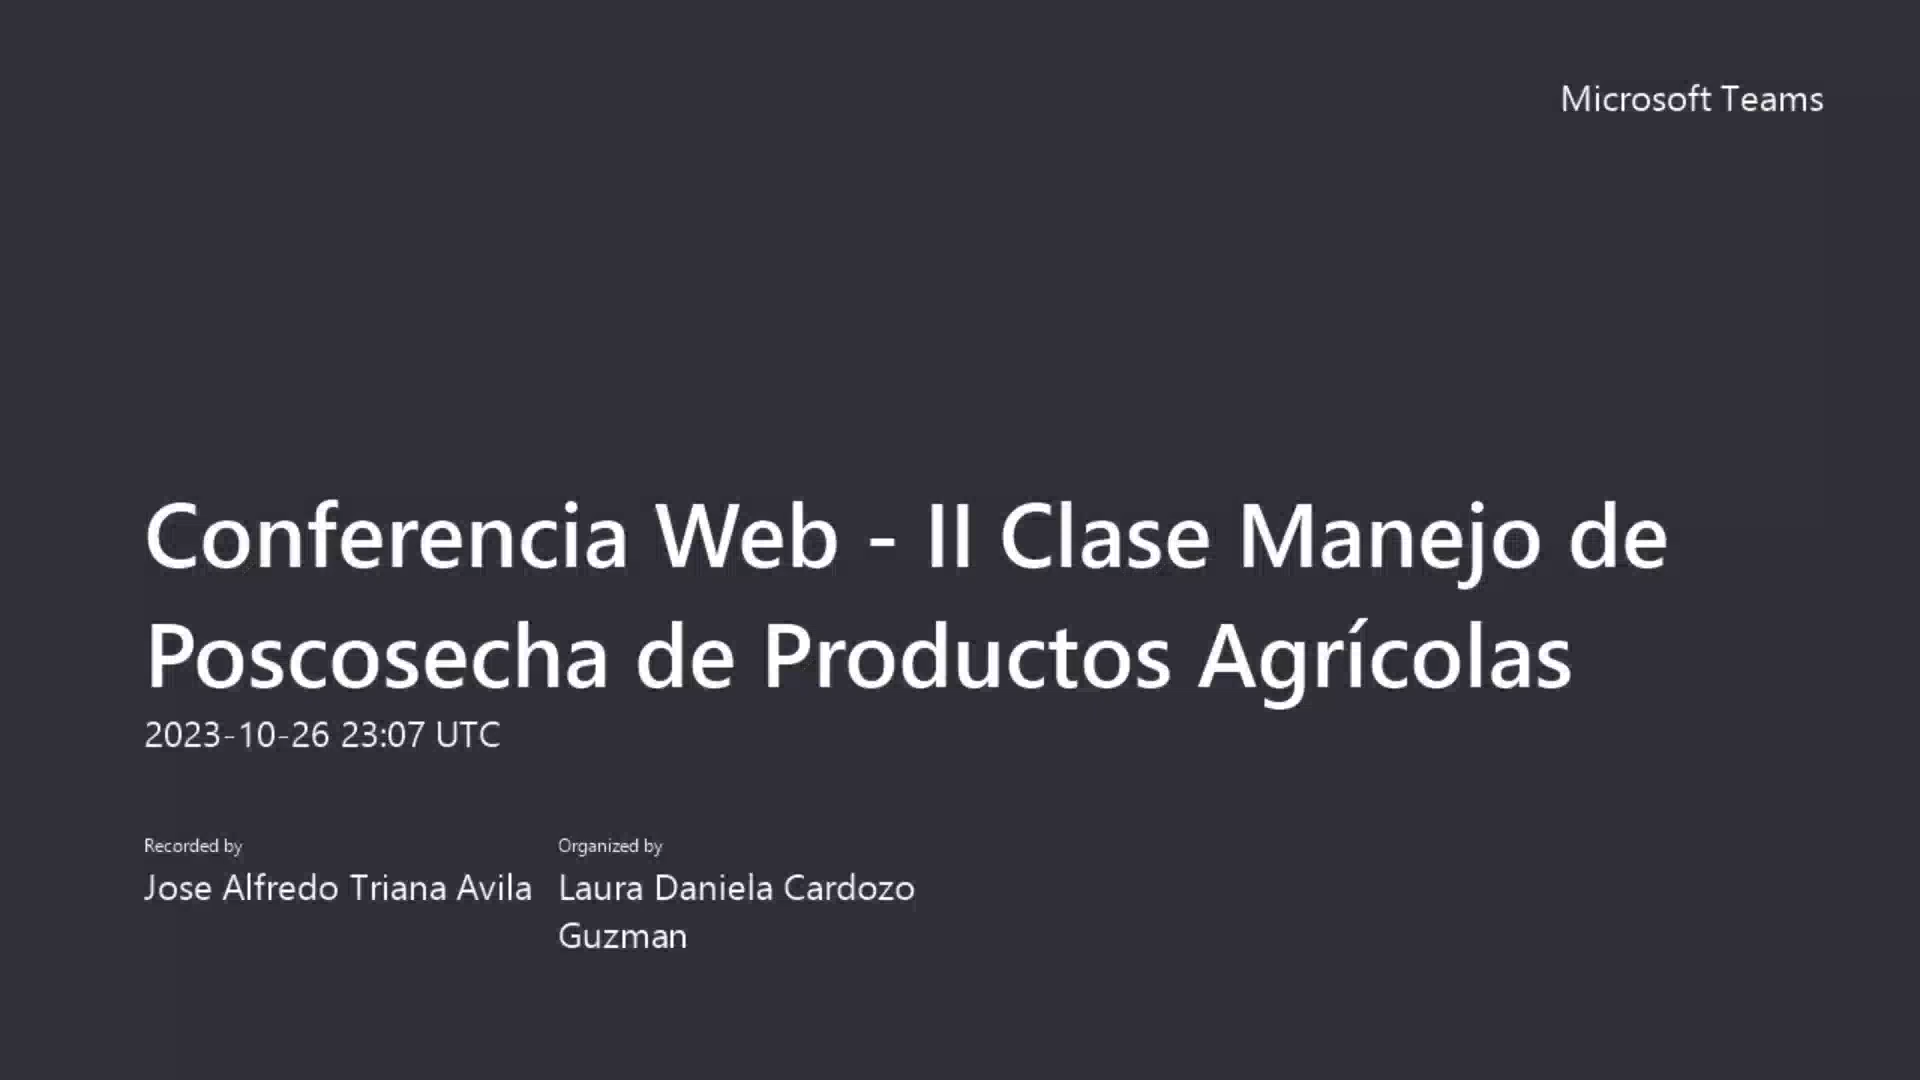 Microsoft Teams
Conferencia Web - II Clase Manejo de
Poscosecha de Productos Agrícolas
2023-10-26 23:07 UTC
Recorded by
Jose Alfredo Triana Avila
Organized by
Laura Daniela Cardozo
Guzman